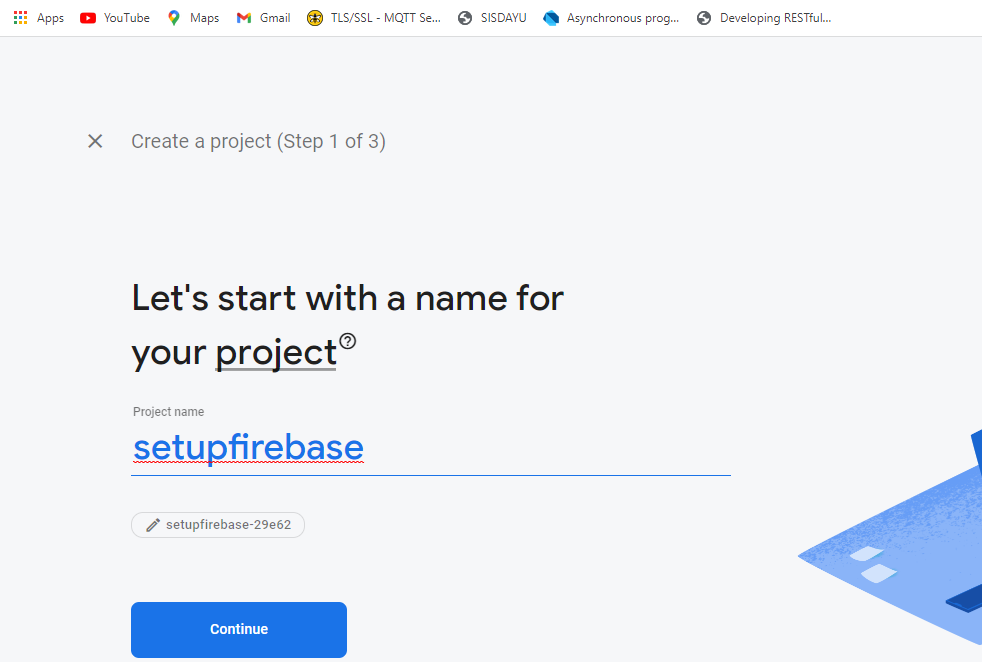 Apps YouTube Maps Gmail TLS/SSL - MQTT Se... SISDAYU Asynchronous prog... Developing RESTful...
Create a project (Step 1 of 3)
Let's start with a name for
your project
Project name
setupfirebase
setupfirebase-29e62
Continue